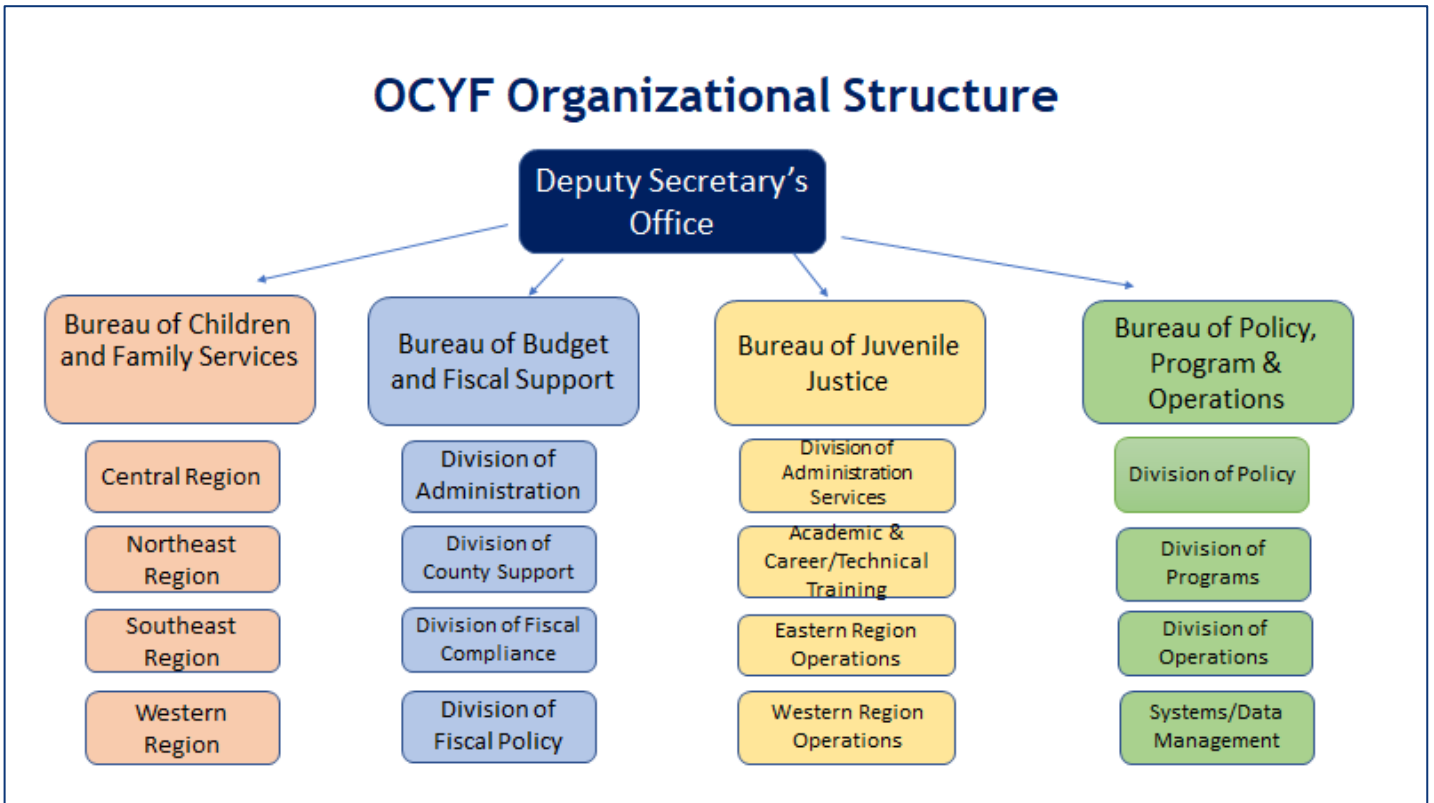 OCYF Organizational Structure
Deputy Secretary’s
Office
Bureau of Children
and Family Services
Central Region
Northeast
Region
Southeast
Region
Western
Region
Bureau of Budget
and Fiscal Support
Division of
Administration
Division of
County Support
Division of Fiscal
Compliance
Division of
Fiscal Policy
Bureau of Juvenile
Justice
Division of
Administration
Services
Academic &
Career/Technical
Training
Eastern Region
Operations
Western Region
Operations
Bureau of Policy,
Program &
Operations
Division of Policy
Division of
Programs
Division of
Operations
Systems/Data
Management